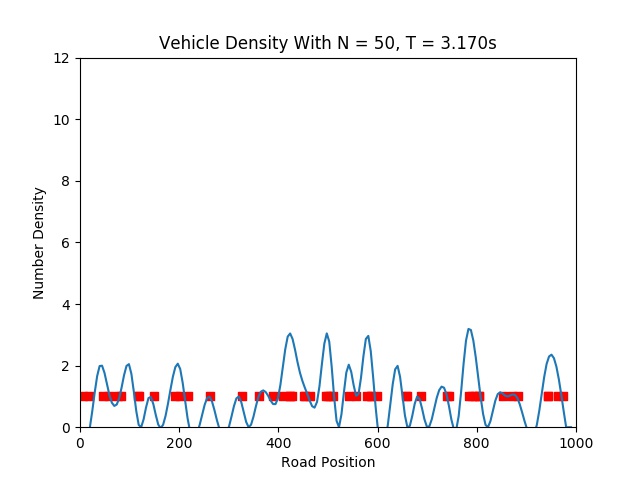 Vehicle Density With N = 50, T = 3.170s
12
10
8
6
4
2
0
Number Density
0 200 400 600 800 1000
Road Position